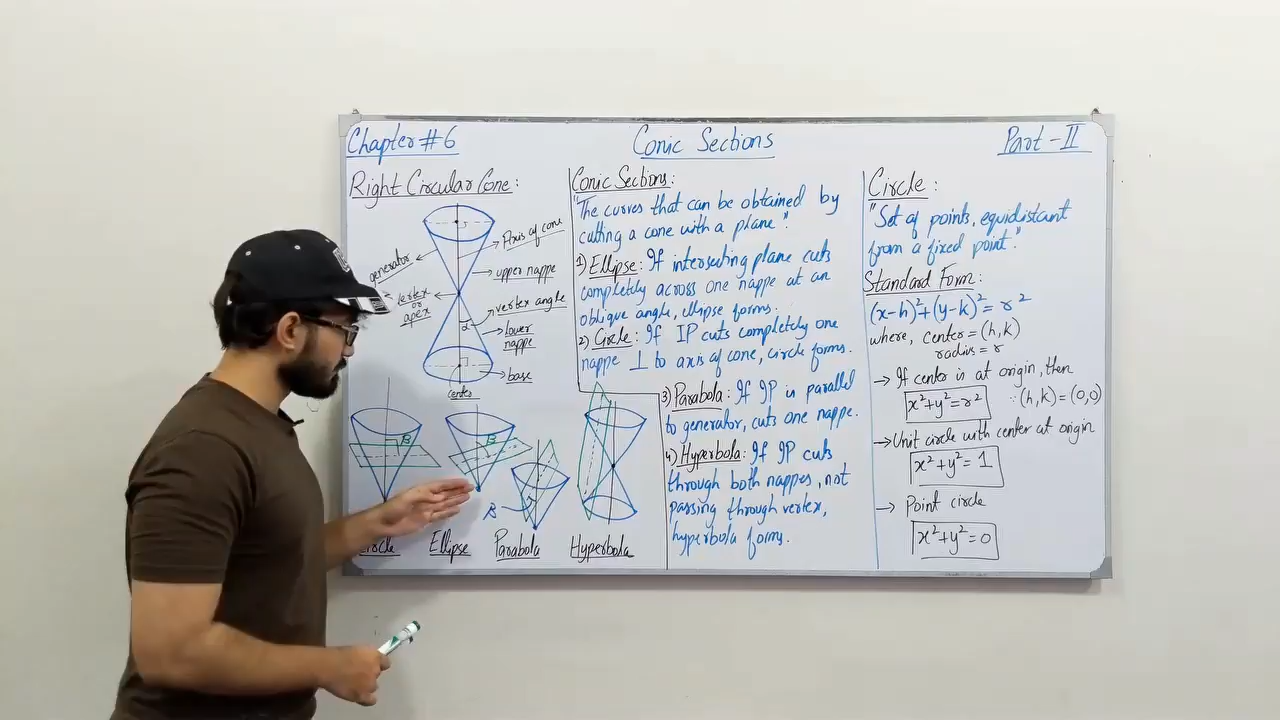 Chapter #6
Conic Sections
Part - II
Right Circular Cone:
Axis of cone
generator
upper nappe
vertex
or
apex
vertex angle
α
lower
nappe
base
center
β
β
β
Circle
Ellipse
Parabola
Hyperbola
Conic Sections:
"The curves that can be obtained by
cutting a cone with a plane".
1) Ellipse: If intersecting plane cuts
completely across one nappe at an
oblique angle, ellipse forms.
2) Circle: If IP cuts completely one
nappe ⊥ to axis of cone, circle forms.
3) Parabola: If IP is parallel
to generator, cuts one nappe.
4) Hyperbola: If IP cuts
through both nappes, not
passing through vertex,
hyperbola forms.
Circle:
"Set of points, equidistant
from a fixed point."
Standard Form:
(x-h)²+(y-k)² = r²
where, center = (h, k)
radius = r
→ If center is at origin, then
x²+y²=r² ∵ (h, k) = (0,0)
→ Unit circle with center at origin
x²+y²=1
→ Point circle
x²+y²=0